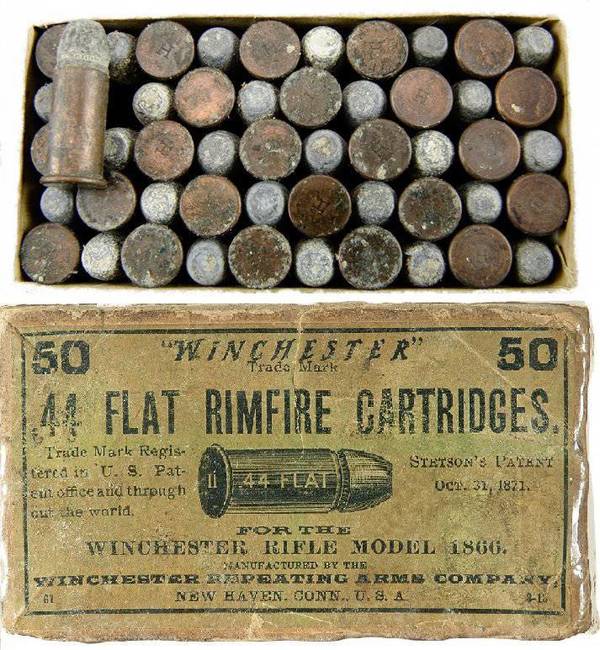 50 "WINCHESTER" 50
Trade Mark
.44 FLAT RIMFIRE CARTRIDGES.
Trade Mark Regis-
tered in U. S. Pat-
ent office and through
out the world.
H 44 FLAT
STETSON'S PATENT
OCT. 31, 1871.
FOR THE
WINCHESTER RIFLE MODEL 1866.
MANUFACTURED BY THE
WINCHESTER REPEATING ARMS COMPANY,
NEW HAVEN, CONN., U. S. A.